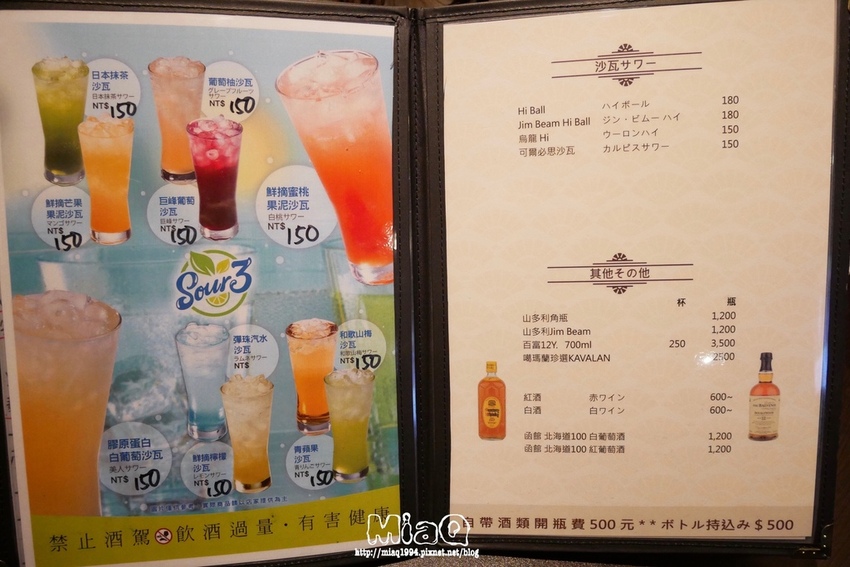 日本抹茶
沙瓦
日本抹茶サワー
NT$ 150
葡萄柚沙瓦
グレープフルーツ
サワー
NT$ 150
鮮摘芒果
果泥沙瓦
マンゴサワー
NT$ 150
巨峰葡萄
沙瓦
巨峰サワー
NT$ 150
鮮摘蜜桃
果泥沙瓦
白桃サワー
NT$ 150
Sour3
彈珠汽水
沙瓦
ラムネサワー
NT$
和歌山梅
沙瓦
和歌山梅サワー
NT$ 150
膠原蛋白
白葡萄沙瓦
美人サワー
NT$ 150
鮮摘檸檬
沙瓦
レモンサワー
NT$ 150
青蘋果
沙瓦
青りんごサワー
NT$ 150
禁止酒駕 飲酒過量・有害健康
沙瓦サワー
Hi Ball ハイボール 180
Jim Beam Hi Ball ジン・ビムー ハイ 180
烏龍 Hi ウーロンハイ 150
可爾必思沙瓦 カルピスサワー 150
其他その他
杯 瓶
山多利角瓶 1,200
山多利Jim Beam 1,200
百富12Y. 700ml 250 3,500
噶瑪蘭珍選KAVALAN 2500
紅酒 赤ワイン 600~
白酒 白ワイン 600~
函館 北海道100 白葡萄酒 1,200
函館 北海道100 紅葡萄酒 1,200
帶酒類開瓶費 500 元 ** ボトル持込み $ 500
MiaQ
http://miaq1994.pixnet.net/blog